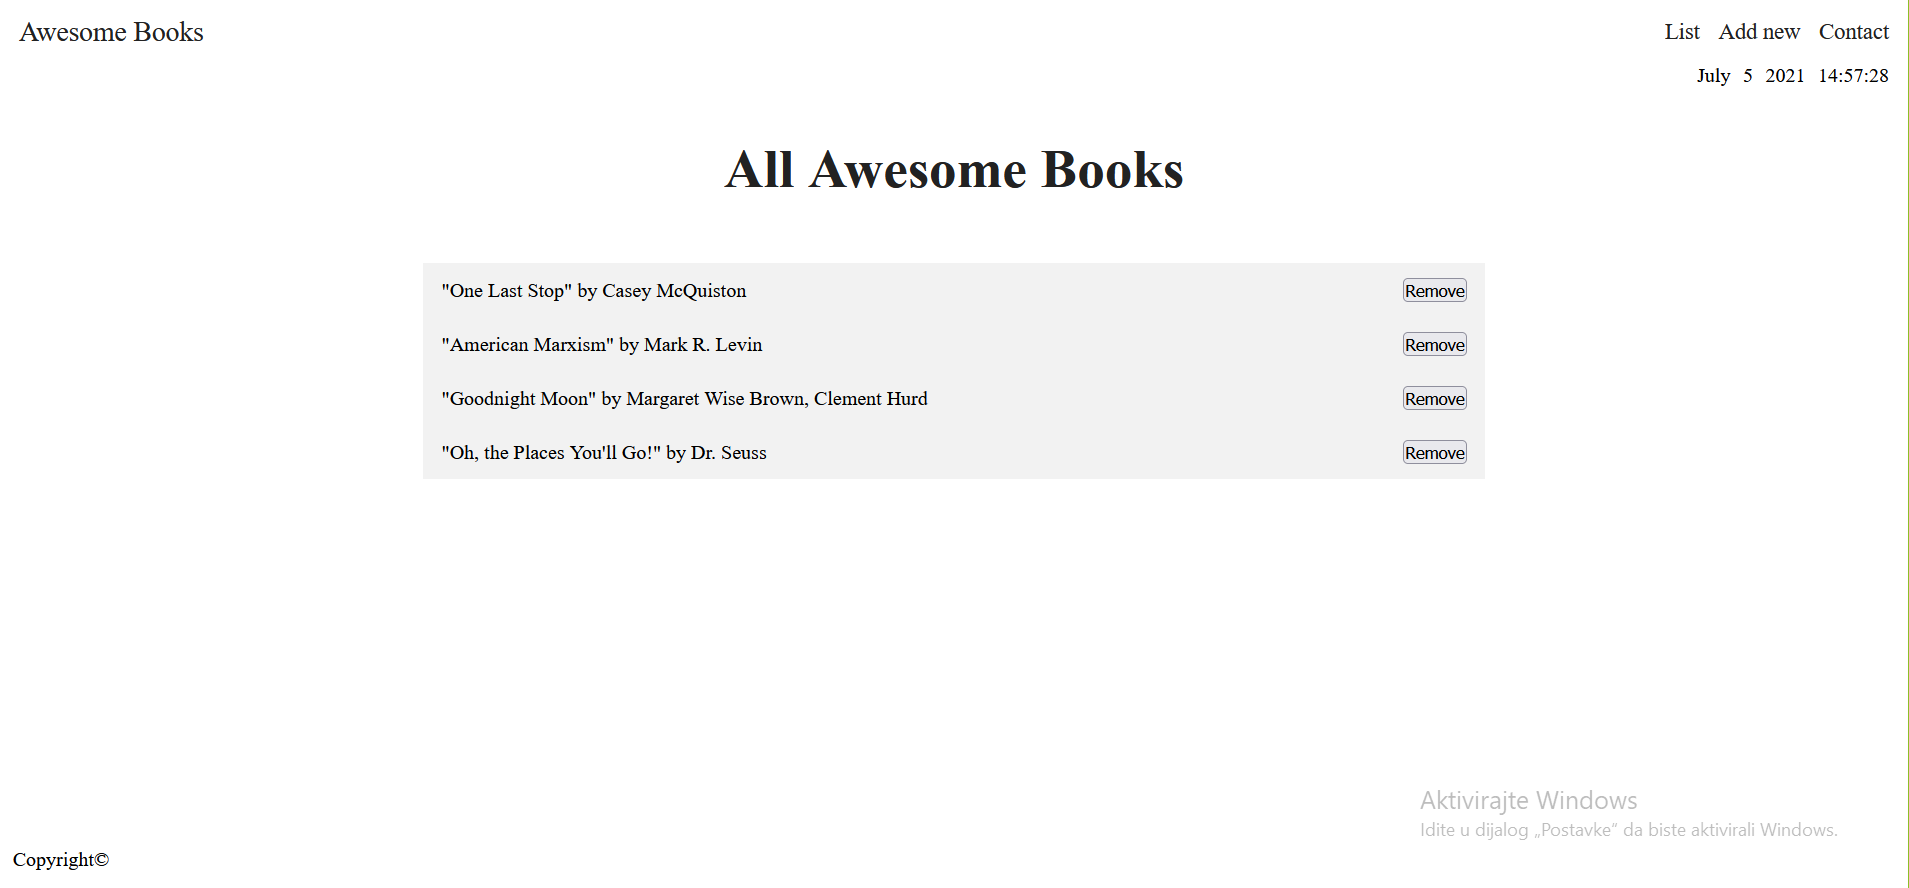 Awesome Books
List Add new Contact
July 5 2021 14:57:28
All Awesome Books
"One Last Stop" by Casey McQuiston Remove
"American Marxism" by Mark R. Levin Remove
"Goodnight Moon" by Margaret Wise Brown, Clement Hurd Remove
"Oh, the Places You'll Go!" by Dr. Seuss Remove
Aktivirajte Windows
Idite u dijalog „Postavke“ da biste aktivirali Windows.
Copyright©